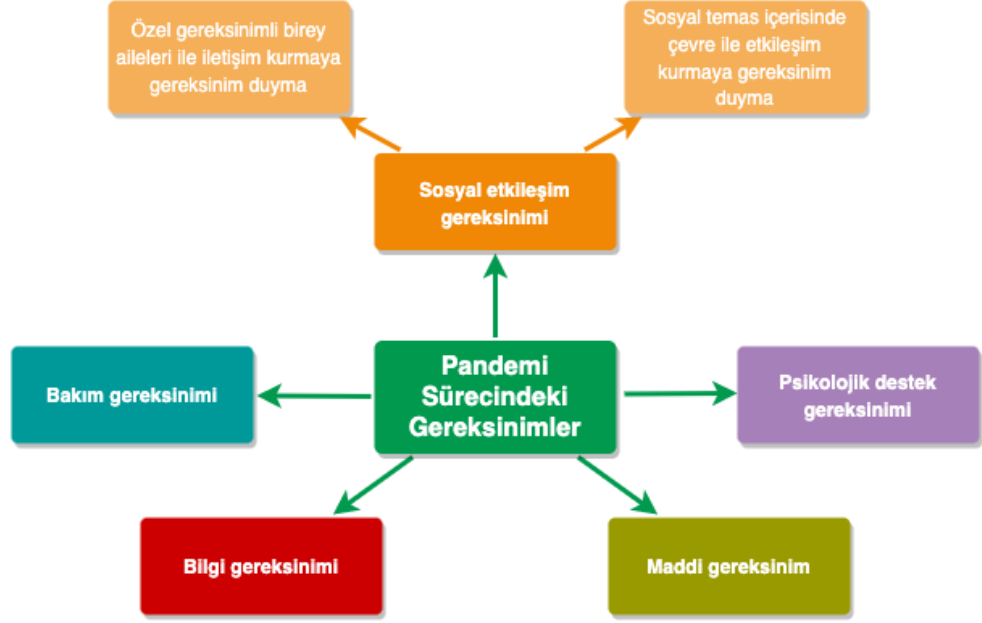 Özel gereksinimli birey
aileleri ile iletişim kurmaya
gereksinim duyma
Sosyal temas içerisinde
çevre ile etkileşim
kurmaya gereksinim
duyma
Sosyal etkileşim
gereksinimi
Bakım gereksinimi
Pandemi
Sürecindeki
Gereksinimler
Psikolojik destek
gereksinimi
Bilgi gereksinimi
Maddi gereksinim